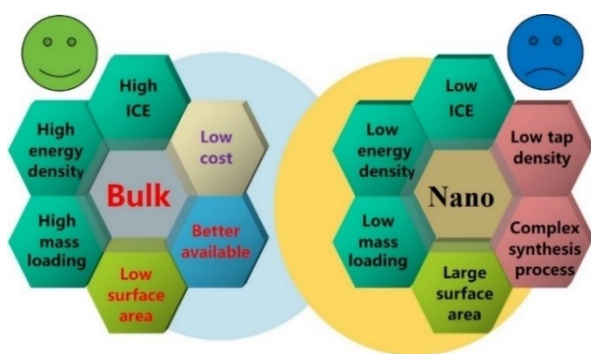 High
ICE
High
energy
density
Low
cost
Bulk
High
mass
loading
Better
available
Low
surface
area
Low
ICE
Low
energy
density
Low tap
density
Nano
Low
mass
loading
Complex
synthesis
process
Large
surface
area